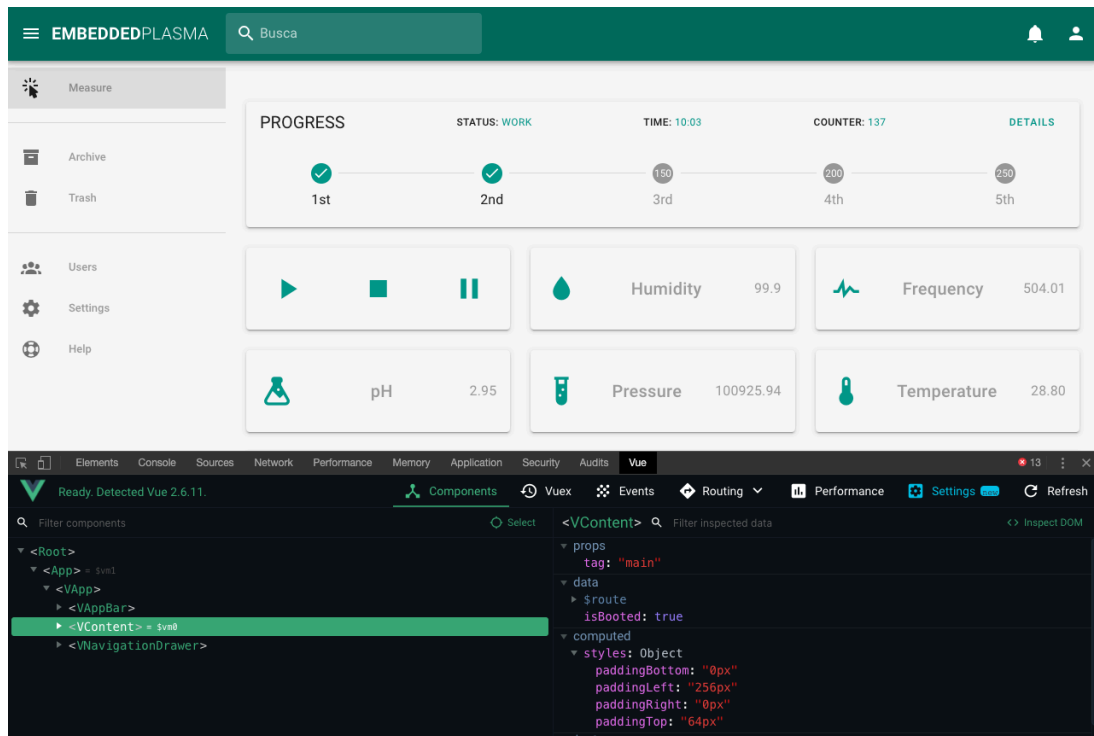 EMBEDDEDPLASMA Busca
Measure
Archive
Trash
Users
Settings
Help
PROGRESS STATUS: WORK TIME: 10:03 COUNTER: 137 DETAILS
150 200 250
1st 2nd 3rd 4th 5th
Humidity 99.9 Frequency 504.01
pH 2.95 Pressure 100925.94 Temperature 28.80
Elements Console Sources Network Performance Memory Application Security Audits Vue 13
Ready. Detected Vue 2.6.11. Components Vuex Events Routing Performance Settings new Refresh
Filter components Select <VContent> Filter inspected data <> Inspect DOM
<Root>
<App> = $vm1
<VApp>
<VAppBar>
<VContent> = $vm0
<VNavigationDrawer>
props
tag: "main"
data
$route
isBooted: true
computed
styles: Object
paddingBottom: "0px"
paddingLeft: "256px"
paddingRight: "0px"
paddingTop: "64px"